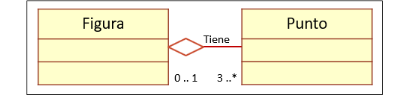 Figura
Punto
Tiene
0 .. 1
3 ..*